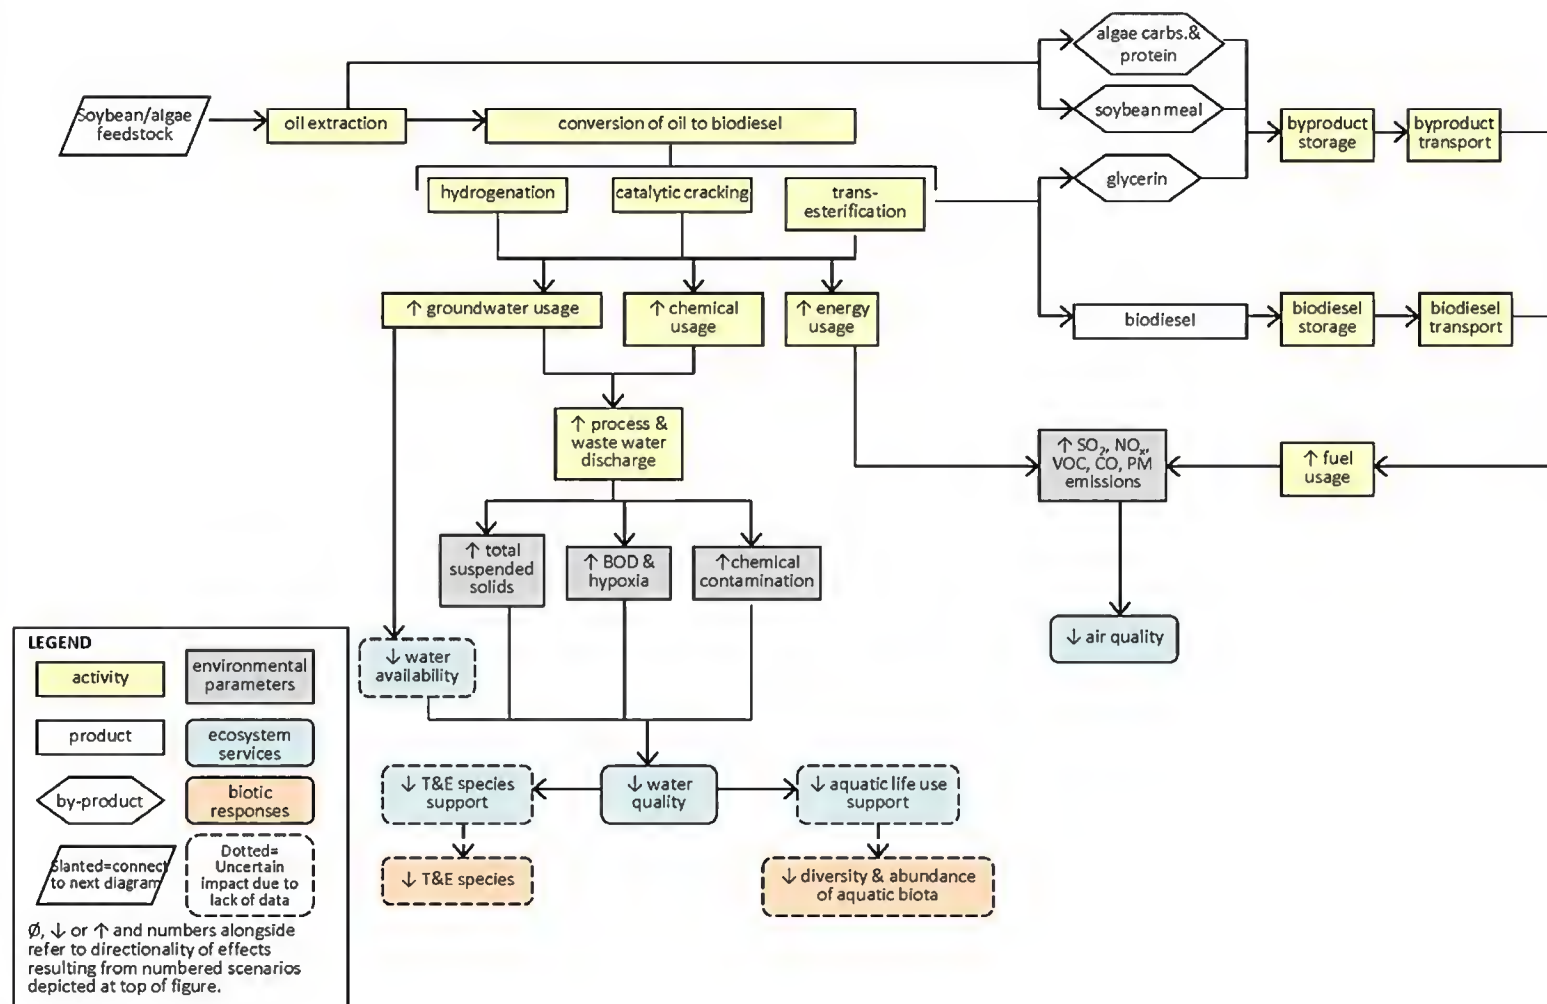 algae carbs.&
protein
Soybean/algae
feedstock
oil extraction
conversion of oil to biodiesel
soybean meal
byproduct
storage
byproduct
transport
hydrogenation
catalytic cracking
trans-
esterification
glycerin
↑ groundwater usage
↑ chemical
usage
↑ energy
usage
biodiesel
biodiesel
storage
biodiesel
transport
↑ process &
waste water
discharge
↑ SO₂, NOₓ,
VOC, CO, PM
emissions
↑ fuel
usage
↑ total
suspended
solids
↑ BOD &
hypoxia
↑chemical
contamination
↓ water
availability
↓ air quality
↓ T&E species
support
↓ water
quality
↓ aquatic life use
support
↓ T&E species
↓ diversity & abundance
of aquatic biota
LEGEND
activity
environmental
parameters
product
ecosystem
services
by-product
biotic
responses
Slanted=connect
to next diagram
Dotted=
Uncertain
impact due to
lack of data
Ø, ↓ or ↑ and numbers alongside
refer to directionality of effects
resulting from numbered scenarios
depicted at top of figure.